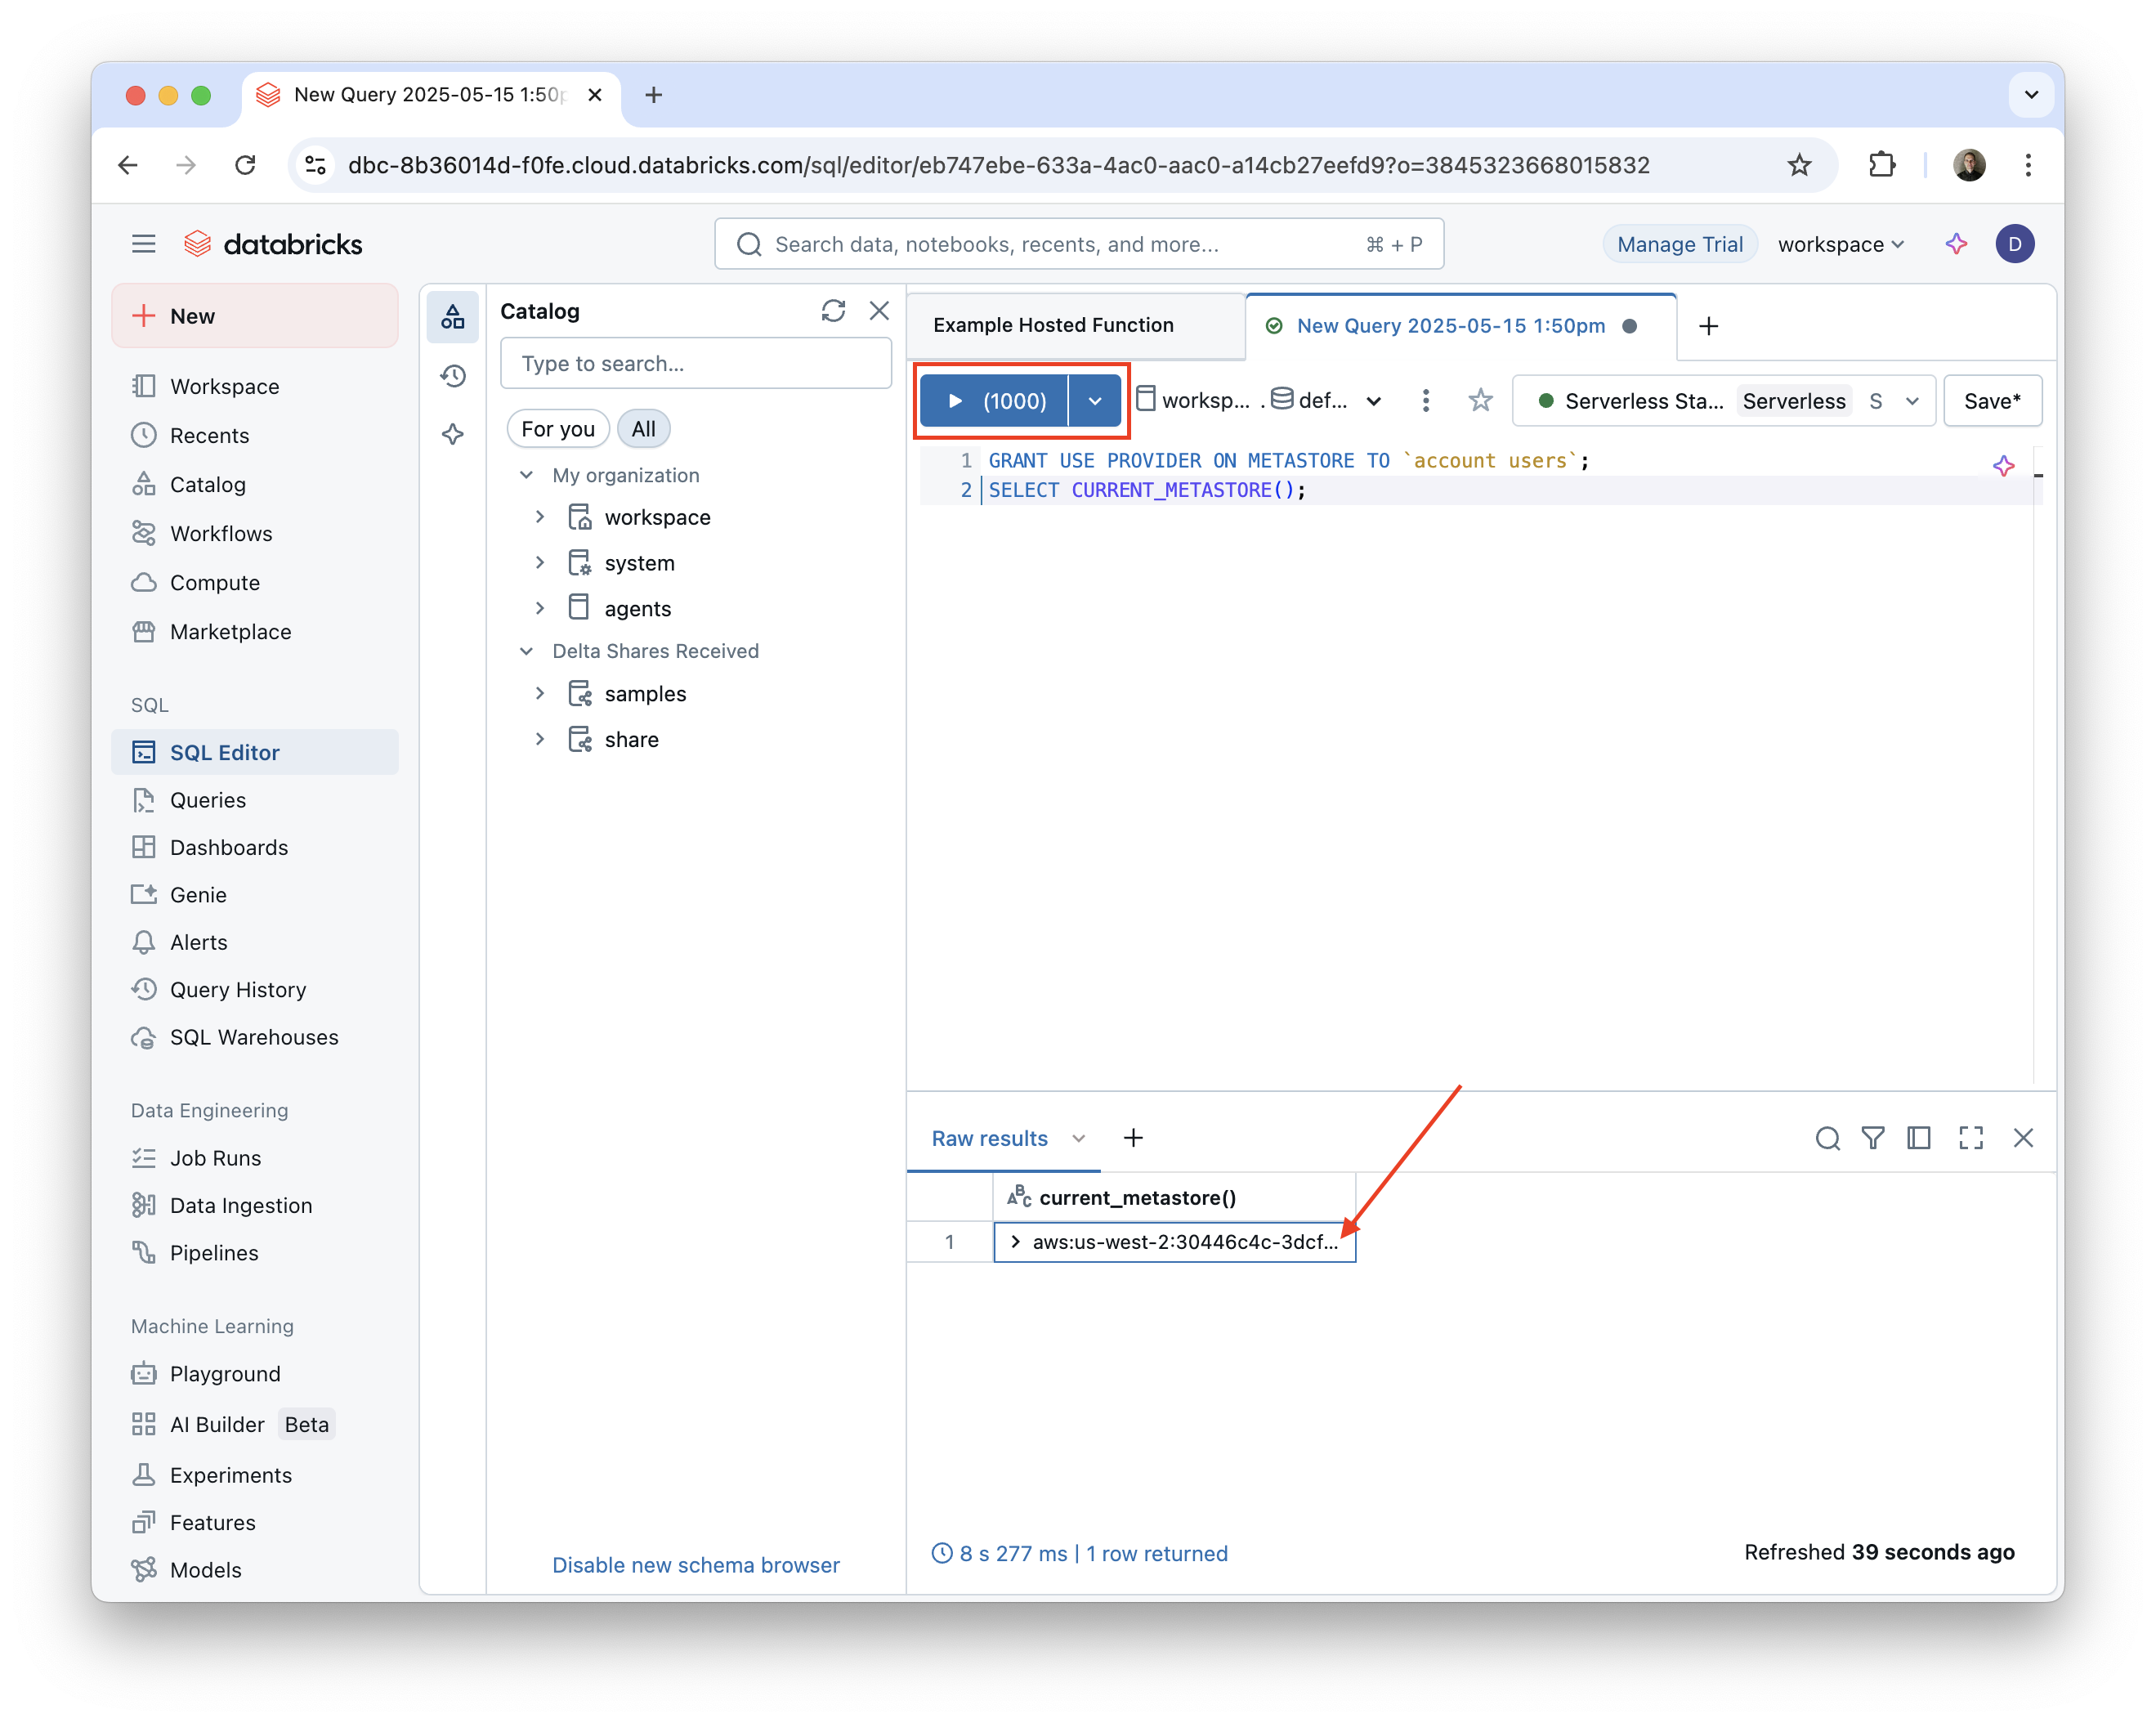 New Query 2025-05-15 1:50p
dbc-8b36014d-f0fe.cloud.databricks.com/sql/editor/eb747ebe-633a-4ac0-aac0-a14cb27eefd9?o=3845323668015832
databricks
Search data, notebooks, recents, and more... ⌘ + P
Manage Trial
workspace
D
New
Workspace
Recents
Catalog
Workflows
Compute
Marketplace
SQL
SQL Editor
Queries
Dashboards
Genie
Alerts
Query History
SQL Warehouses
Data Engineering
Job Runs
Data Ingestion
Pipelines
Machine Learning
Playground
AI Builder Beta
Experiments
Features
Models
Catalog
Type to search...
For you All
My organization
workspace
system
agents
Delta Shares Received
samples
share
Disable new schema browser
Example Hosted Function
New Query 2025-05-15 1:50pm
(1000)
worksp... . def...
Serverless Sta... Serverless S
Save*
1 GRANT USE PROVIDER ON METASTORE TO `account users`;
2 SELECT CURRENT_METASTORE();
Raw results
ABC current_metastore()
1 aws:us-west-2:30446c4c-3dcf...
8 s 277 ms | 1 row returned
Refreshed 39 seconds ago